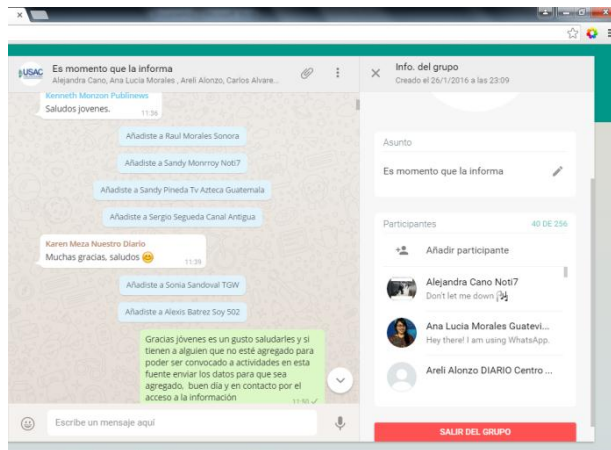 USAC
Es momento que la informa
Alejandra Cano, Ana Lucia Morales , Areli Alonzo, Carlos Alvare...
Kenneth Monzon Publinews
Saludos jovenes.
11:36
Añadiste a Raul Morales Sonora
Añadiste a Sandy Monrroy Noti7
Añadiste a Sandy Pineda Tv Azteca Guatemala
Añadiste a Sergio Segueda Canal Antigua
Karen Meza Nuestro Diario
Muchas gracias, saludos
11:39
Añadiste a Sonia Sandoval TGW
Añadiste a Alexis Batrez Soy 502
Gracias jóvenes es un gusto saludarles y si
tienen a alguien que no esté agregado para
poder ser convocado a actividades en esta
fuente enviar los datos para que sea
agregado, buen día y en contacto por el
acceso a la información
11:50
Escribe un mensaje aquí
Info. del grupo
Creado el 26/1/2016 a las 23:09
Asunto
Es momento que la informa
Participantes
40 DE 256
Añadir participante
Alejandra Cano Noti7
Don't let me down
Ana Lucia Morales Guatevi...
Hey there! I am using WhatsApp.
Areli Alonzo DIARIO Centro ...
SALIR DEL GRUPO